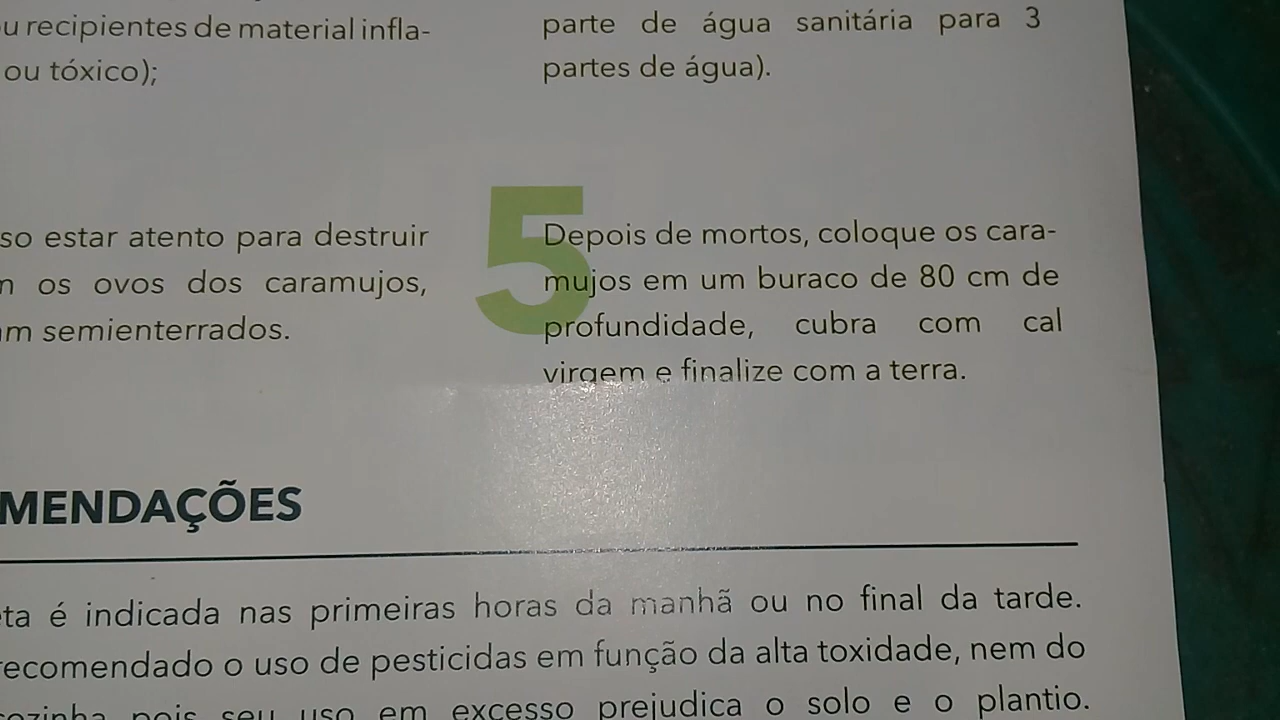 recipientes de material infla-
ou tóxico);
parte de água sanitária para 3
partes de água).
estar atento para destruir
os ovos dos caramujos,
semienterrados.
5
Depois de mortos, coloque os cara-
mujos em um buraco de 80 cm de
profundidade, cubra com cal
virgem e finalize com a terra.
MENDAÇÕES
é indicada nas primeiras horas da manhã ou no final da tarde.
recomendado o uso de pesticidas em função da alta toxidade, nem do
pois seu uso em excesso prejudica o solo e o plantio.